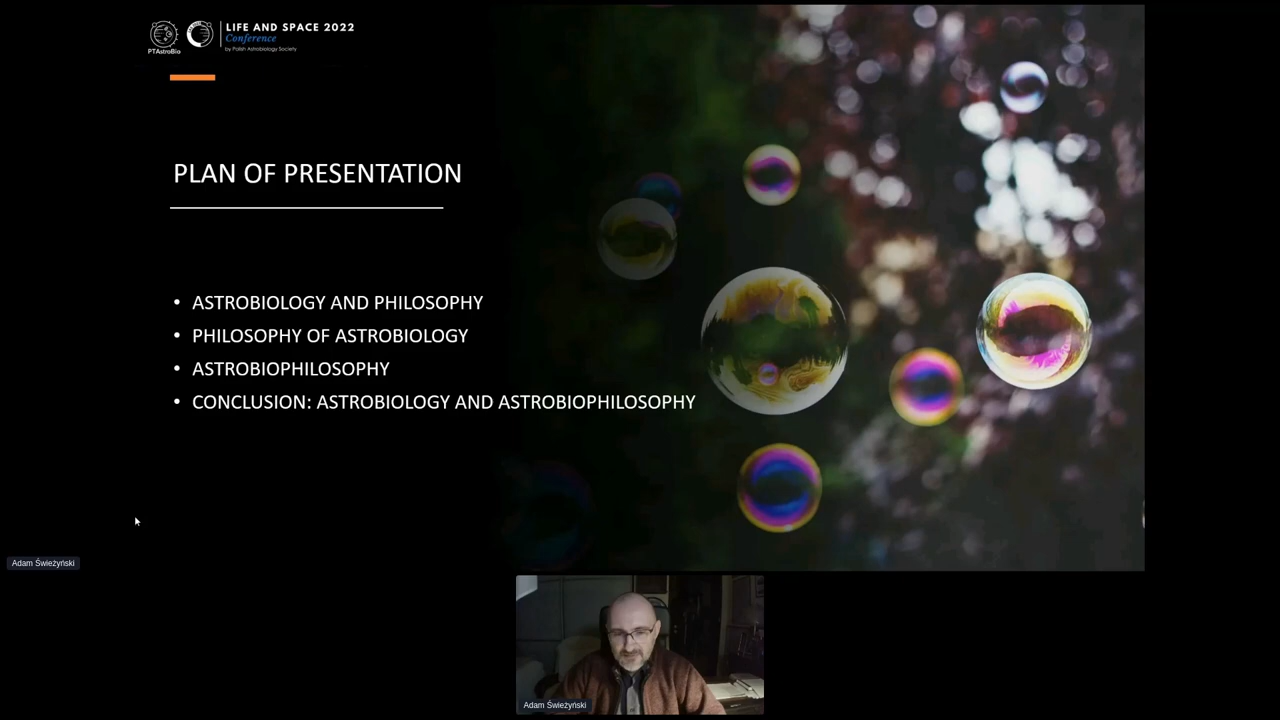 PTAstroBio
LIFE AND SPACE 2022
Conference
by Polish Astrobiology Society
PLAN OF PRESENTATION
• ASTROBIOLOGY AND PHILOSOPHY
• PHILOSOPHY OF ASTROBIOLOGY
• ASTROBIOPHILOSOPHY
• CONCLUSION: ASTROBIOLOGY AND ASTROBIOPHILOSOPHY
Adam Świeżyński
Adam Świeżyński